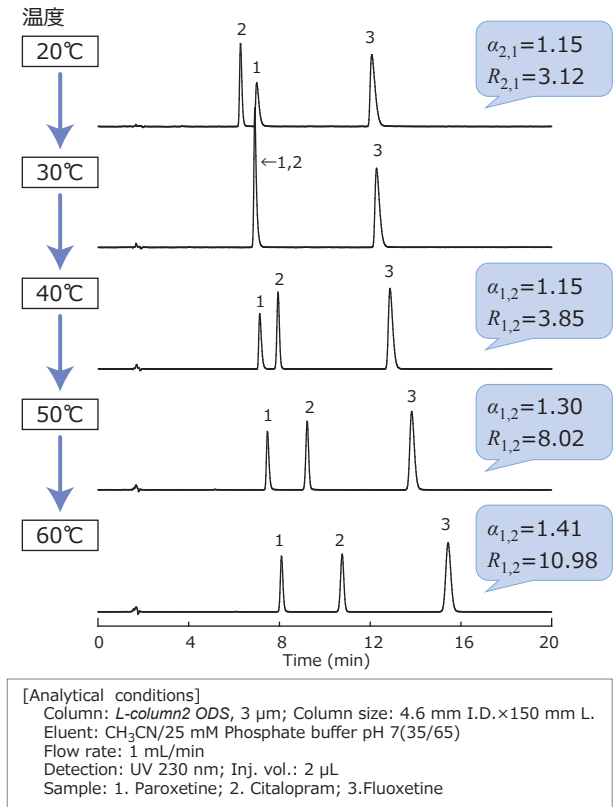 温度
20℃
2
1
3
α2,1=1.15
R2,1=3.12
30℃
←1,2
3
40℃
1
2
3
α1,2=1.15
R1,2=3.85
50℃
1
2
3
α1,2=1.30
R1,2=8.02
60℃
1
2
3
α1,2=1.41
R1,2=10.98
0 4 8 12 16 20
Time (min)
[Analytical conditions]
Column: L-column2 ODS, 3 µm; Column size: 4.6 mm I.D.×150 mm L.
Eluent: CH3CN/25 mM Phosphate buffer pH 7(35/65)
Flow rate: 1 mL/min
Detection: UV 230 nm; Inj. vol.: 2 µL
Sample: 1. Paroxetine; 2. Citalopram; 3.Fluoxetine